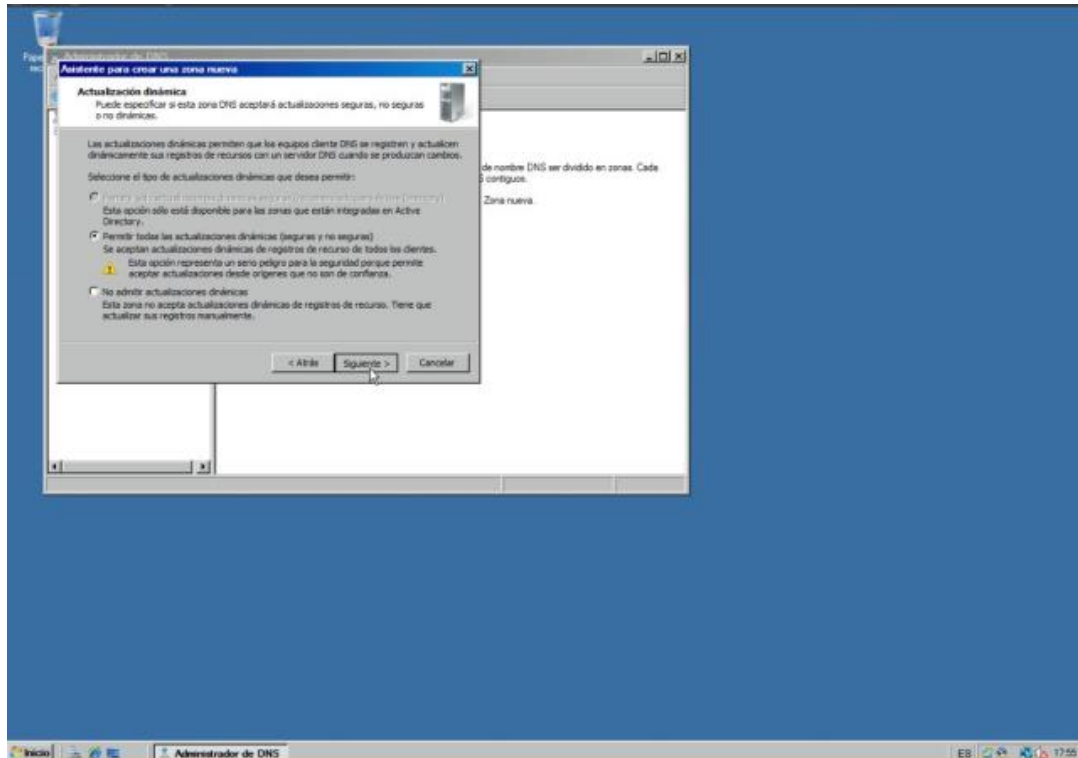 Pape
rec
Administrador de DNS
Asistente para crear una zona nueva
Actualización dinámica
Puede especificar si esta zona DNS aceptará actualizaciones seguras, no seguras
o no dinámicas.
Las actualizaciones dinámicas permiten que los equipos cliente DNS se registren y actualicen
dinámicamente sus registros de recursos con un servidor DNS cuando se produzcan cambios.
Seleccione el tipo de actualizaciones dinámicas que desea permitir:
Esta opción sólo está disponible para las zonas que están integradas en Active
Directory.
Permitir todas las actualizaciones dinámicas (seguras y no seguras)
Se aceptan actualizaciones dinámicas de registros de recurso de todos los clientes.
Esta opción representa un serio peligro para la seguridad porque permite
aceptar actualizaciones desde orígenes que no son de confianza.
No admitir actualizaciones dinámicas
Esta zona no acepta actualizaciones dinámicas de registros de recurso. Tiene que
actualizar sus registros manualmente.
< Atrás Siguiente > Cancelar
de nombre DNS ser dividido en zonas. Cada
S contiguos.
Zona nueva.
Inicio Administrador de DNS ES 17:55